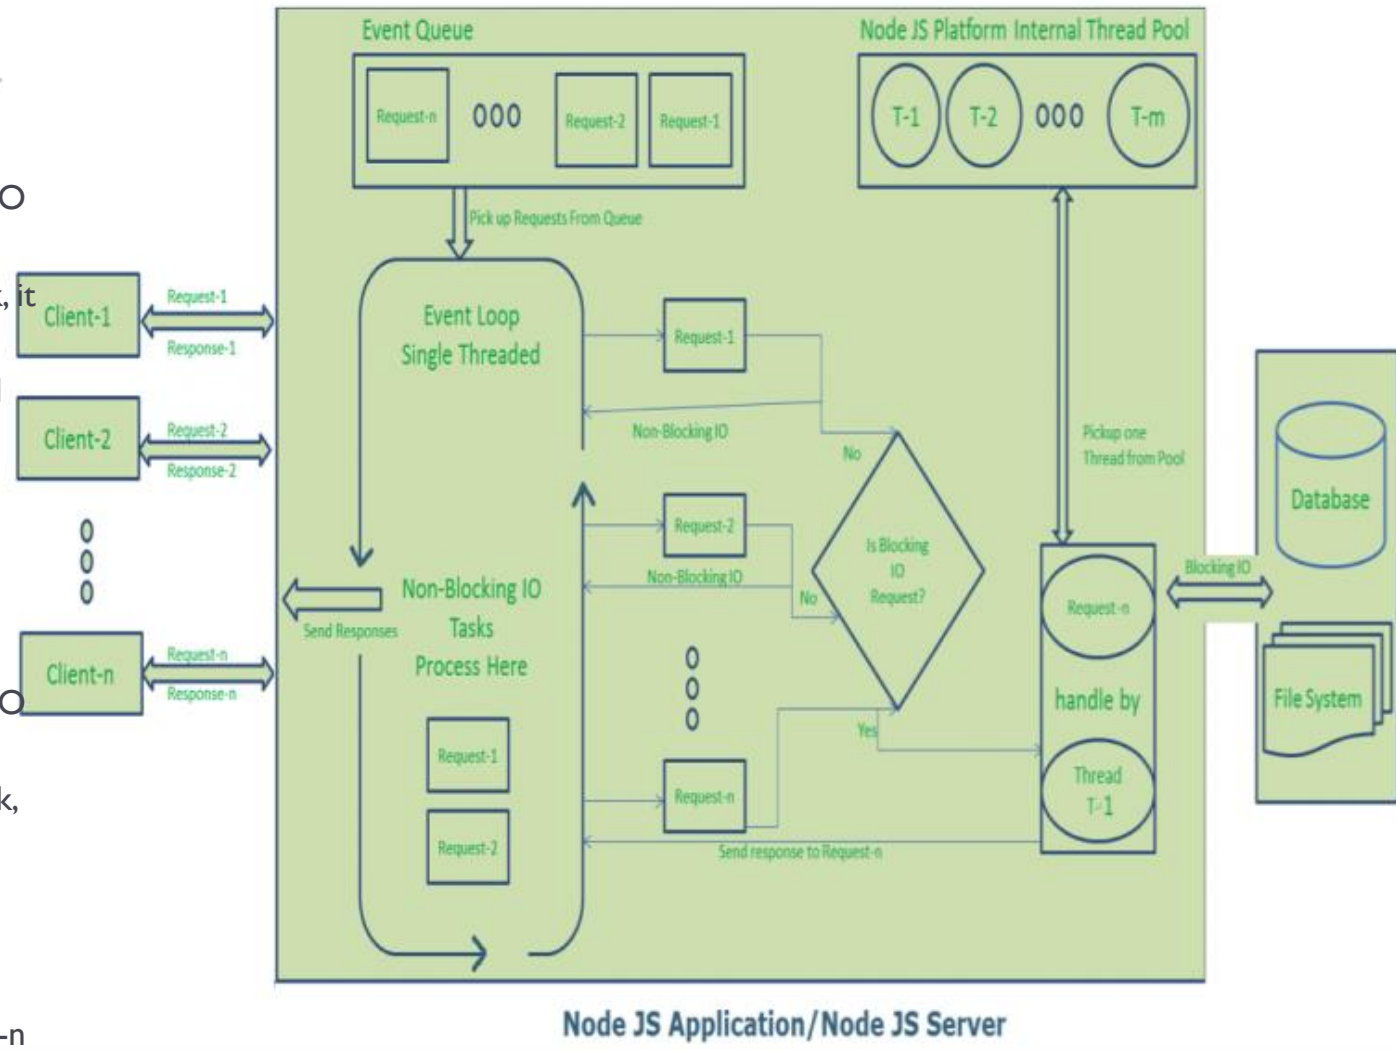 O
k, it
Event Queue
Node JS Platform Internal Thread Pool
Request-n
000
Request-2
Request-1
T-1
T-2
000
T-m
Pick up Requests From Queue
Client-1
Request-1
Response-1
Client-2
Request-2
Response-2
Client-n
Request-n
Response-n
Event Loop
Single Threaded
Request-1
Non-Blocking IO
No
Request-2
Non-Blocking IO
No
Is Blocking
IO
Request?
Pickup one
Thread from Pool
Send Responses
Non-Blocking IO
Tasks
Process Here
Request-1
Request-2
Request-n
Yes
Send response to Request-n
Request-n
handle by
Thread
T-1
Blocking IO
Database
File System
O
k,
-n
Node JS Application/Node JS Server